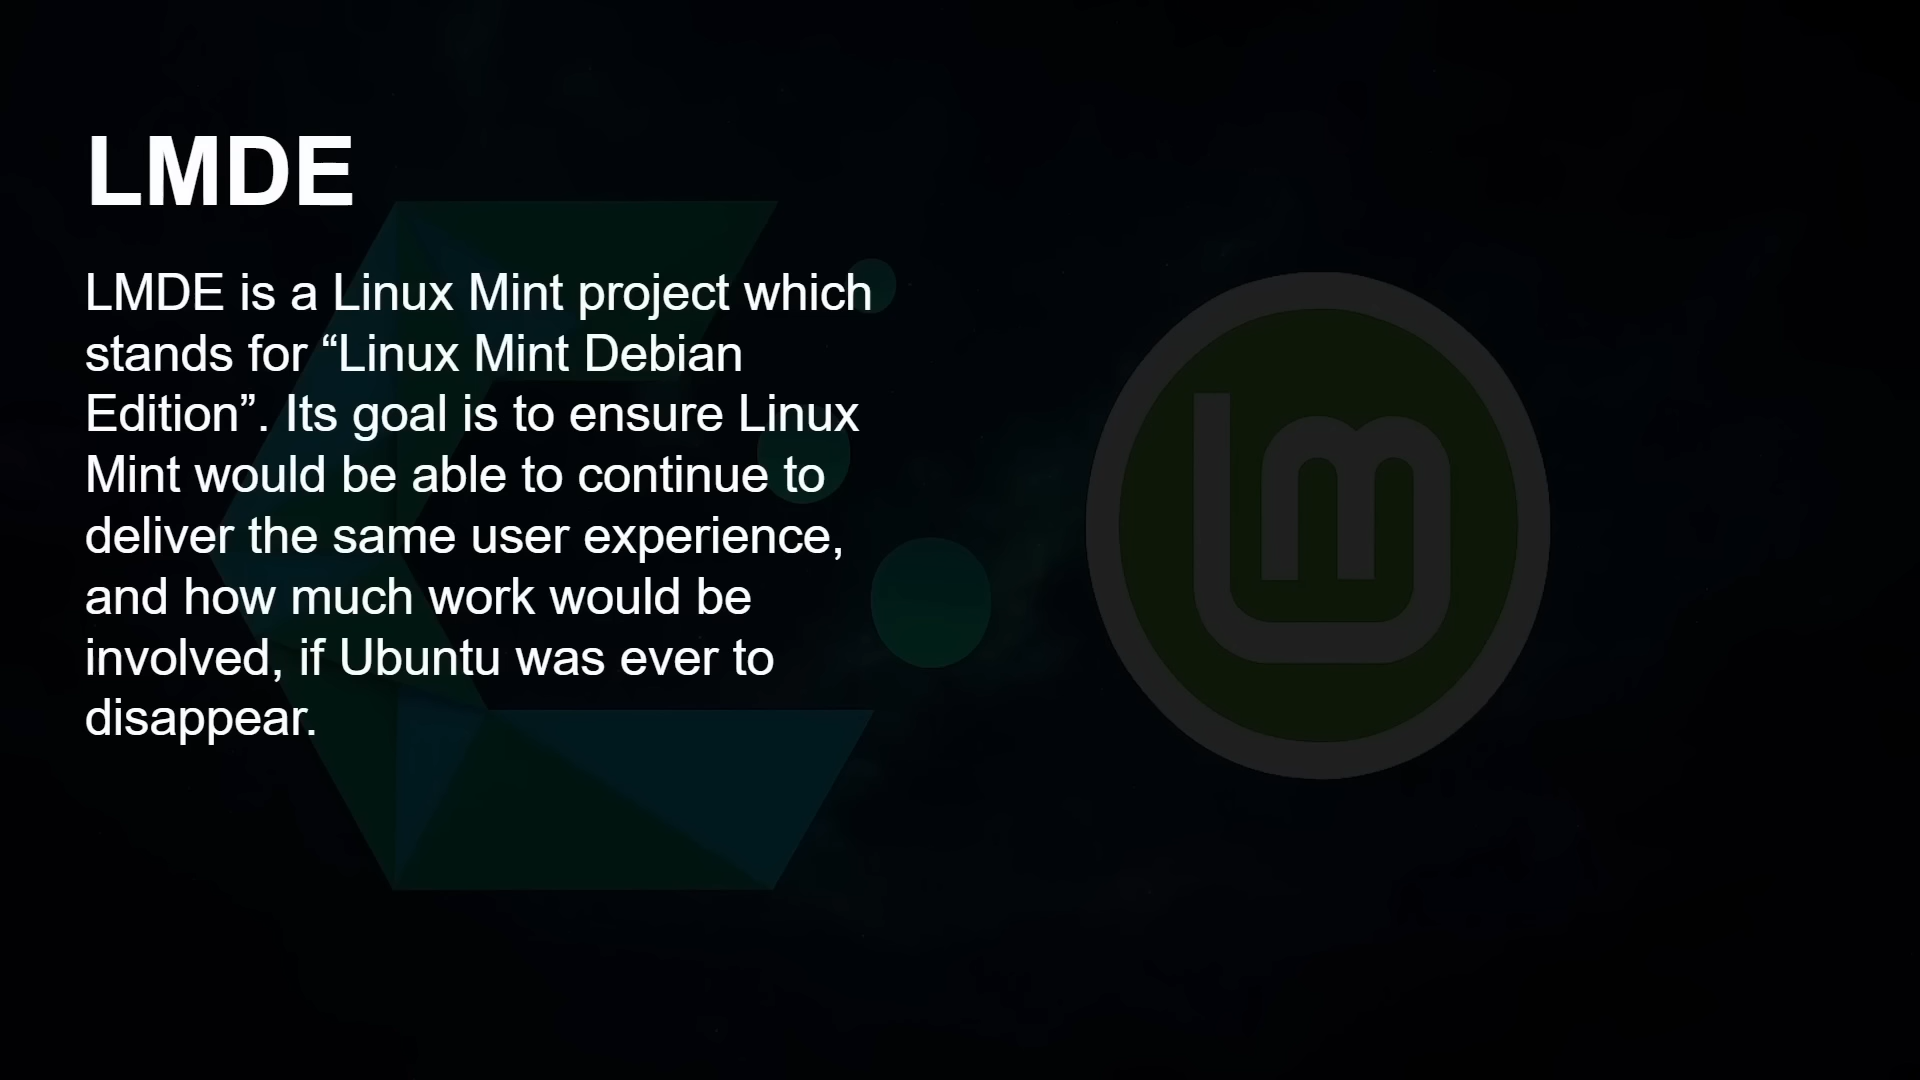 LMDE
LMDE is a Linux Mint project which
stands for “Linux Mint Debian
Edition”. Its goal is to ensure Linux
Mint would be able to continue to
deliver the same user experience,
and how much work would be
involved, if Ubuntu was ever to
disappear.
lm